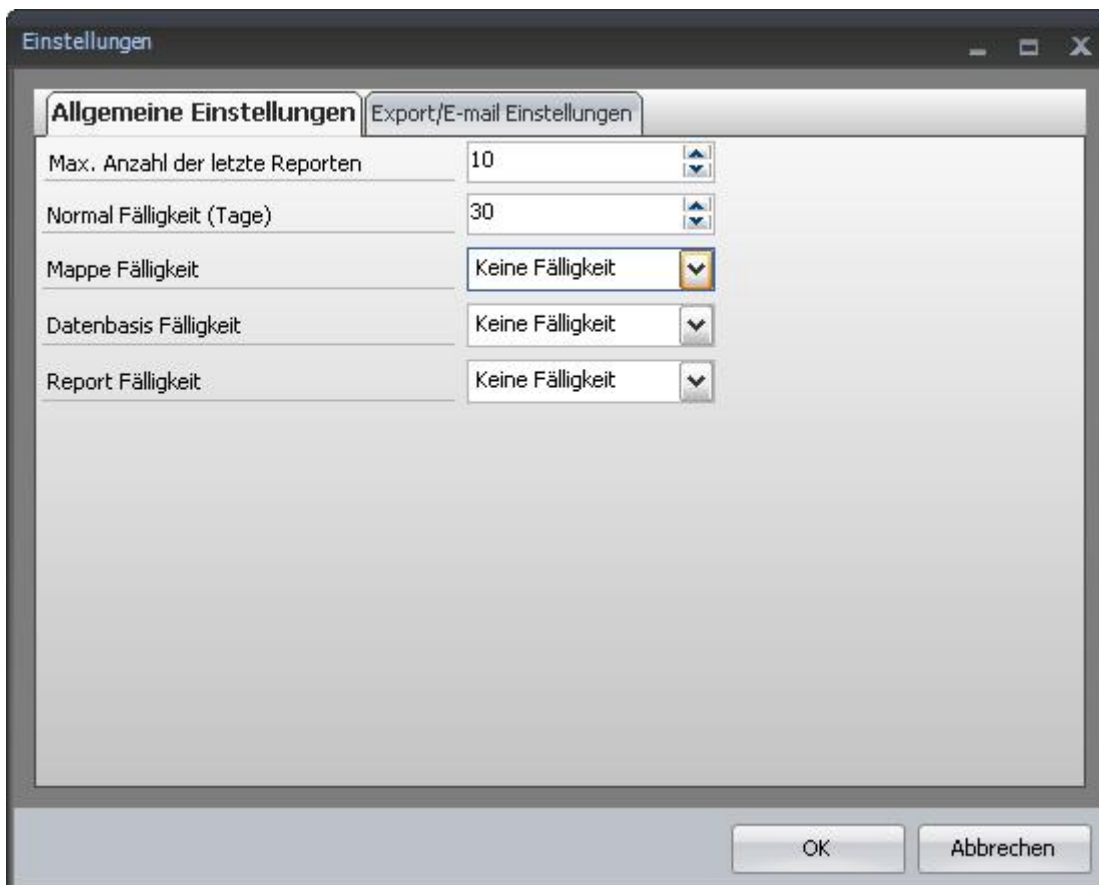 Einstellungen
Allgemeine Einstellungen Export/E-mail Einstellungen
Max. Anzahl der letzte Reporten 10
Normal Fälligkeit (Tage) 30
Mappe Fälligkeit Keine Fälligkeit
Datenbasis Fälligkeit Keine Fälligkeit
Report Fälligkeit Keine Fälligkeit
OK Abbrechen